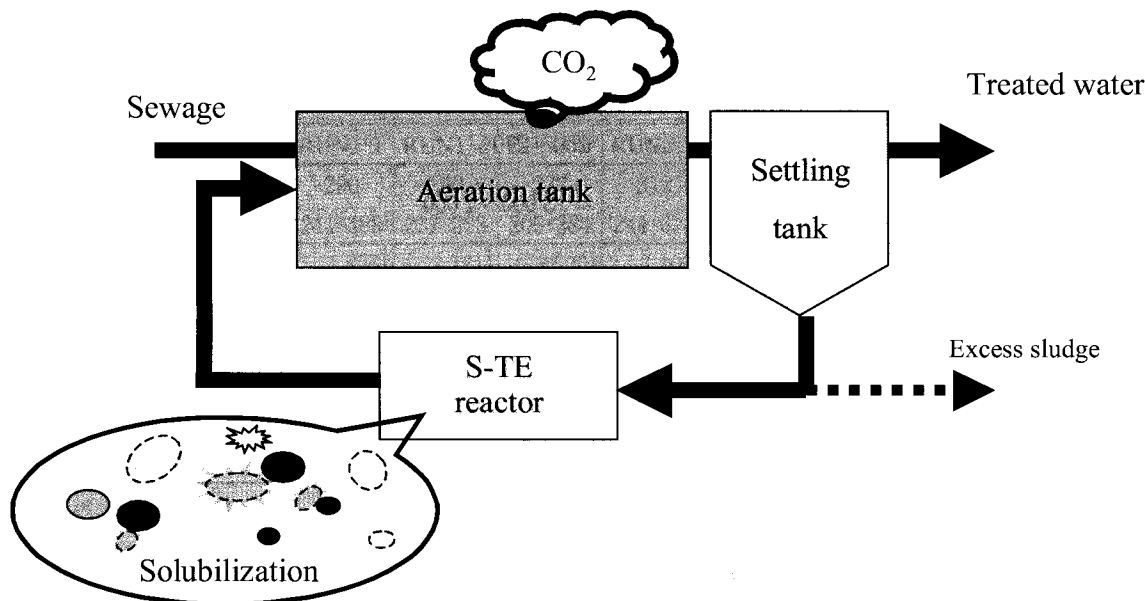 CO₂
Treated water
Sewage
Aeration tank
Settling
tank
Excess sludge
S-TE
reactor
Solubilization